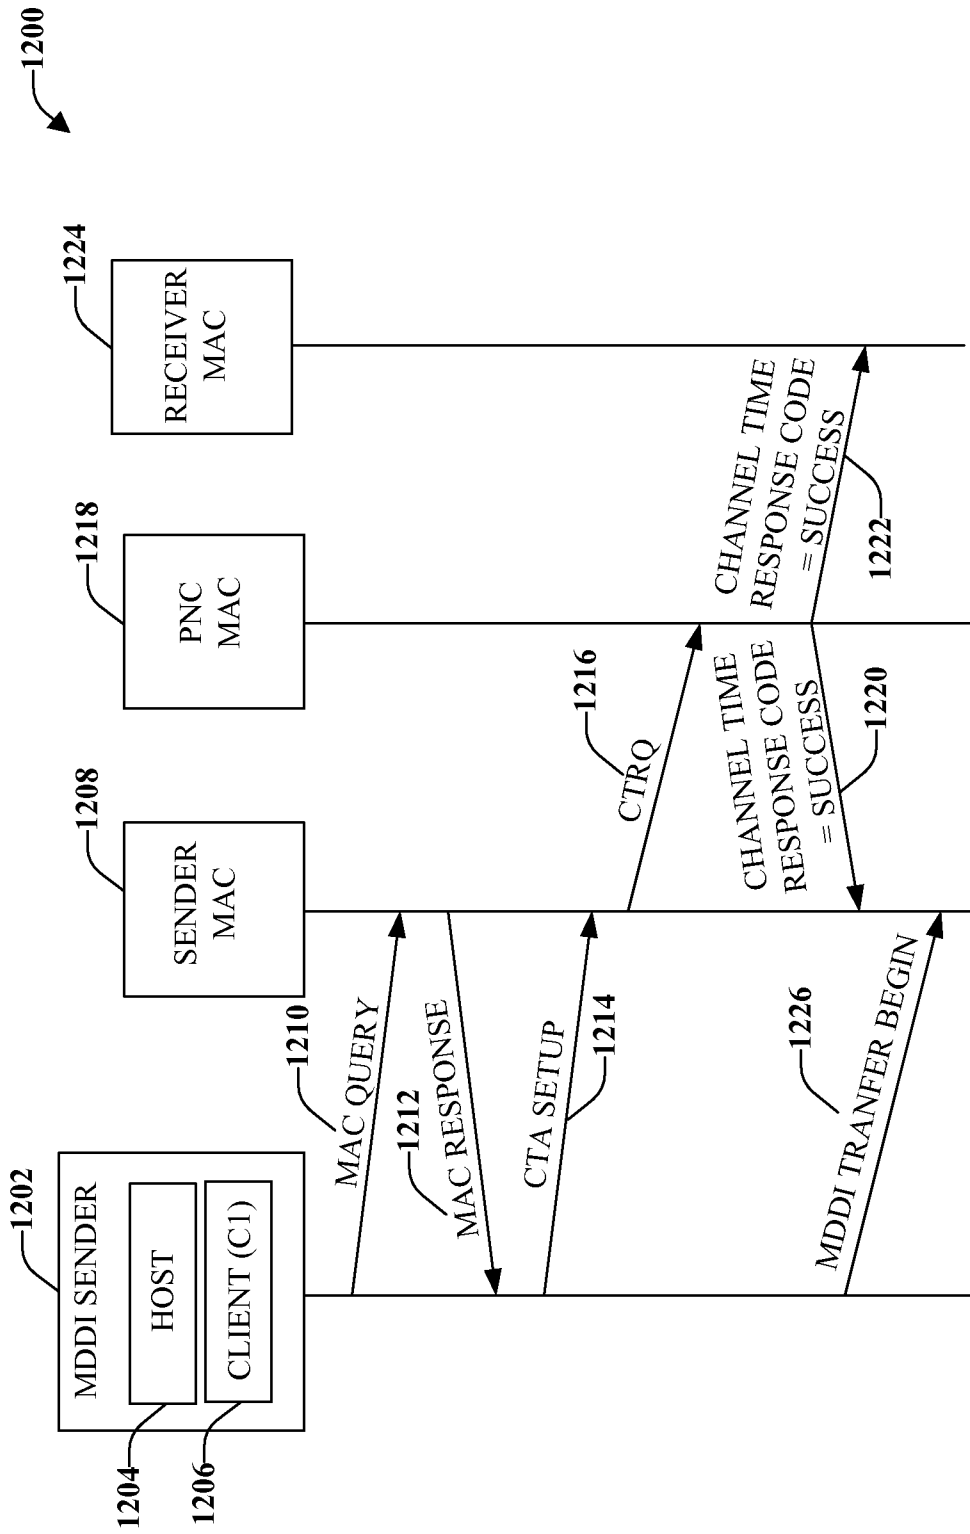 1200
1202
MDDI SENDER
HOST
CLIENT (C1)
1204
1206
1208
SENDER
MAC
1218
PNC
MAC
1224
RECEIVER
MAC
1210
MAC QUERY
1212
MAC RESPONSE
CTA SETUP
1214
1216
CTRQ
CHANNEL TIME
RESPONSE CODE
= SUCCESS
1220
CHANNEL TIME
RESPONSE CODE
= SUCCESS
1222
1226
MDDI TRANFER BEGIN